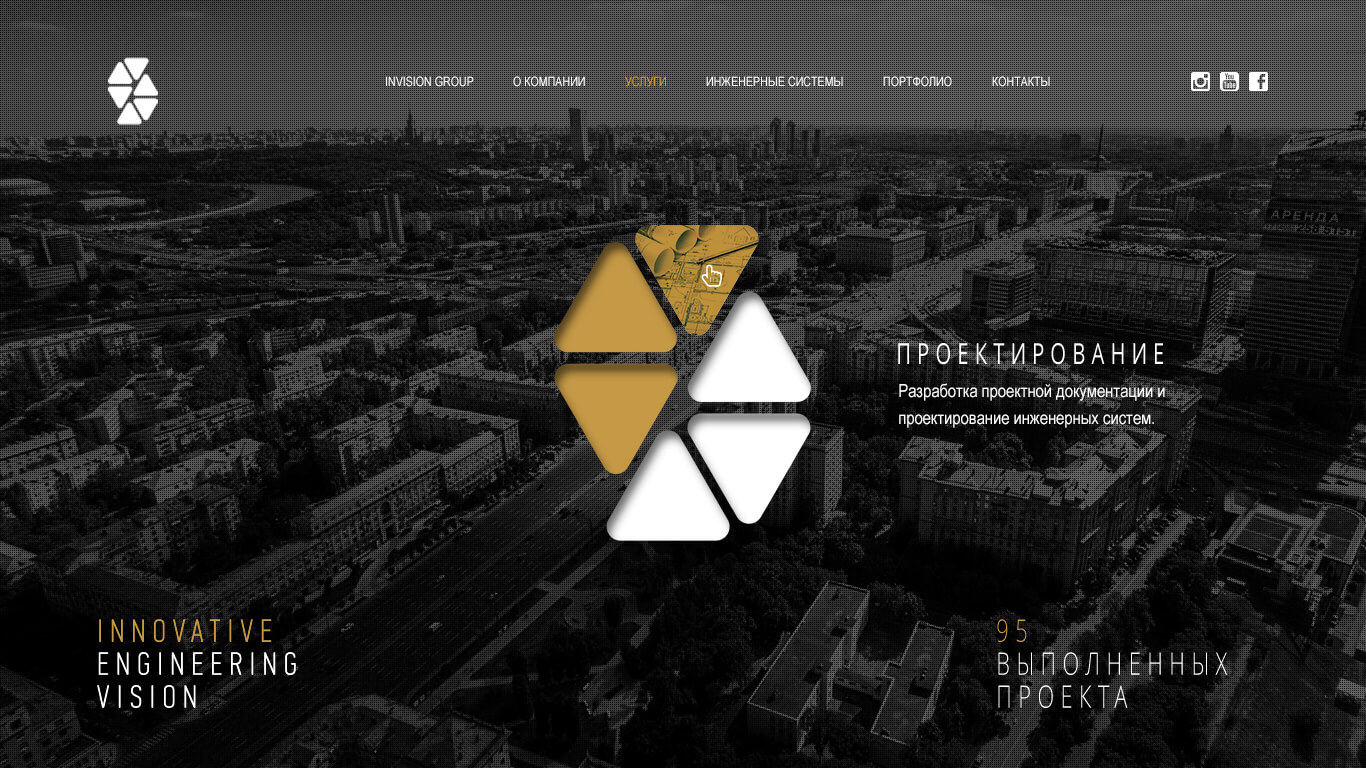 INVISION GROUP
О КОМПАНИИ
УСЛУГИ
ИНЖЕНЕРНЫЕ СИСТЕМЫ
ПОРТФОЛИО
КОНТАКТЫ
You
Tube
АРЕНДА
ПРОЕКТИРОВАНИЕ
Разработка проектной документации и
проектирование инженерных систем.
INNOVATIVE
ENGINEERING
VISION
95
ВЫПОЛНЕННЫХ
ПРОЕКТА